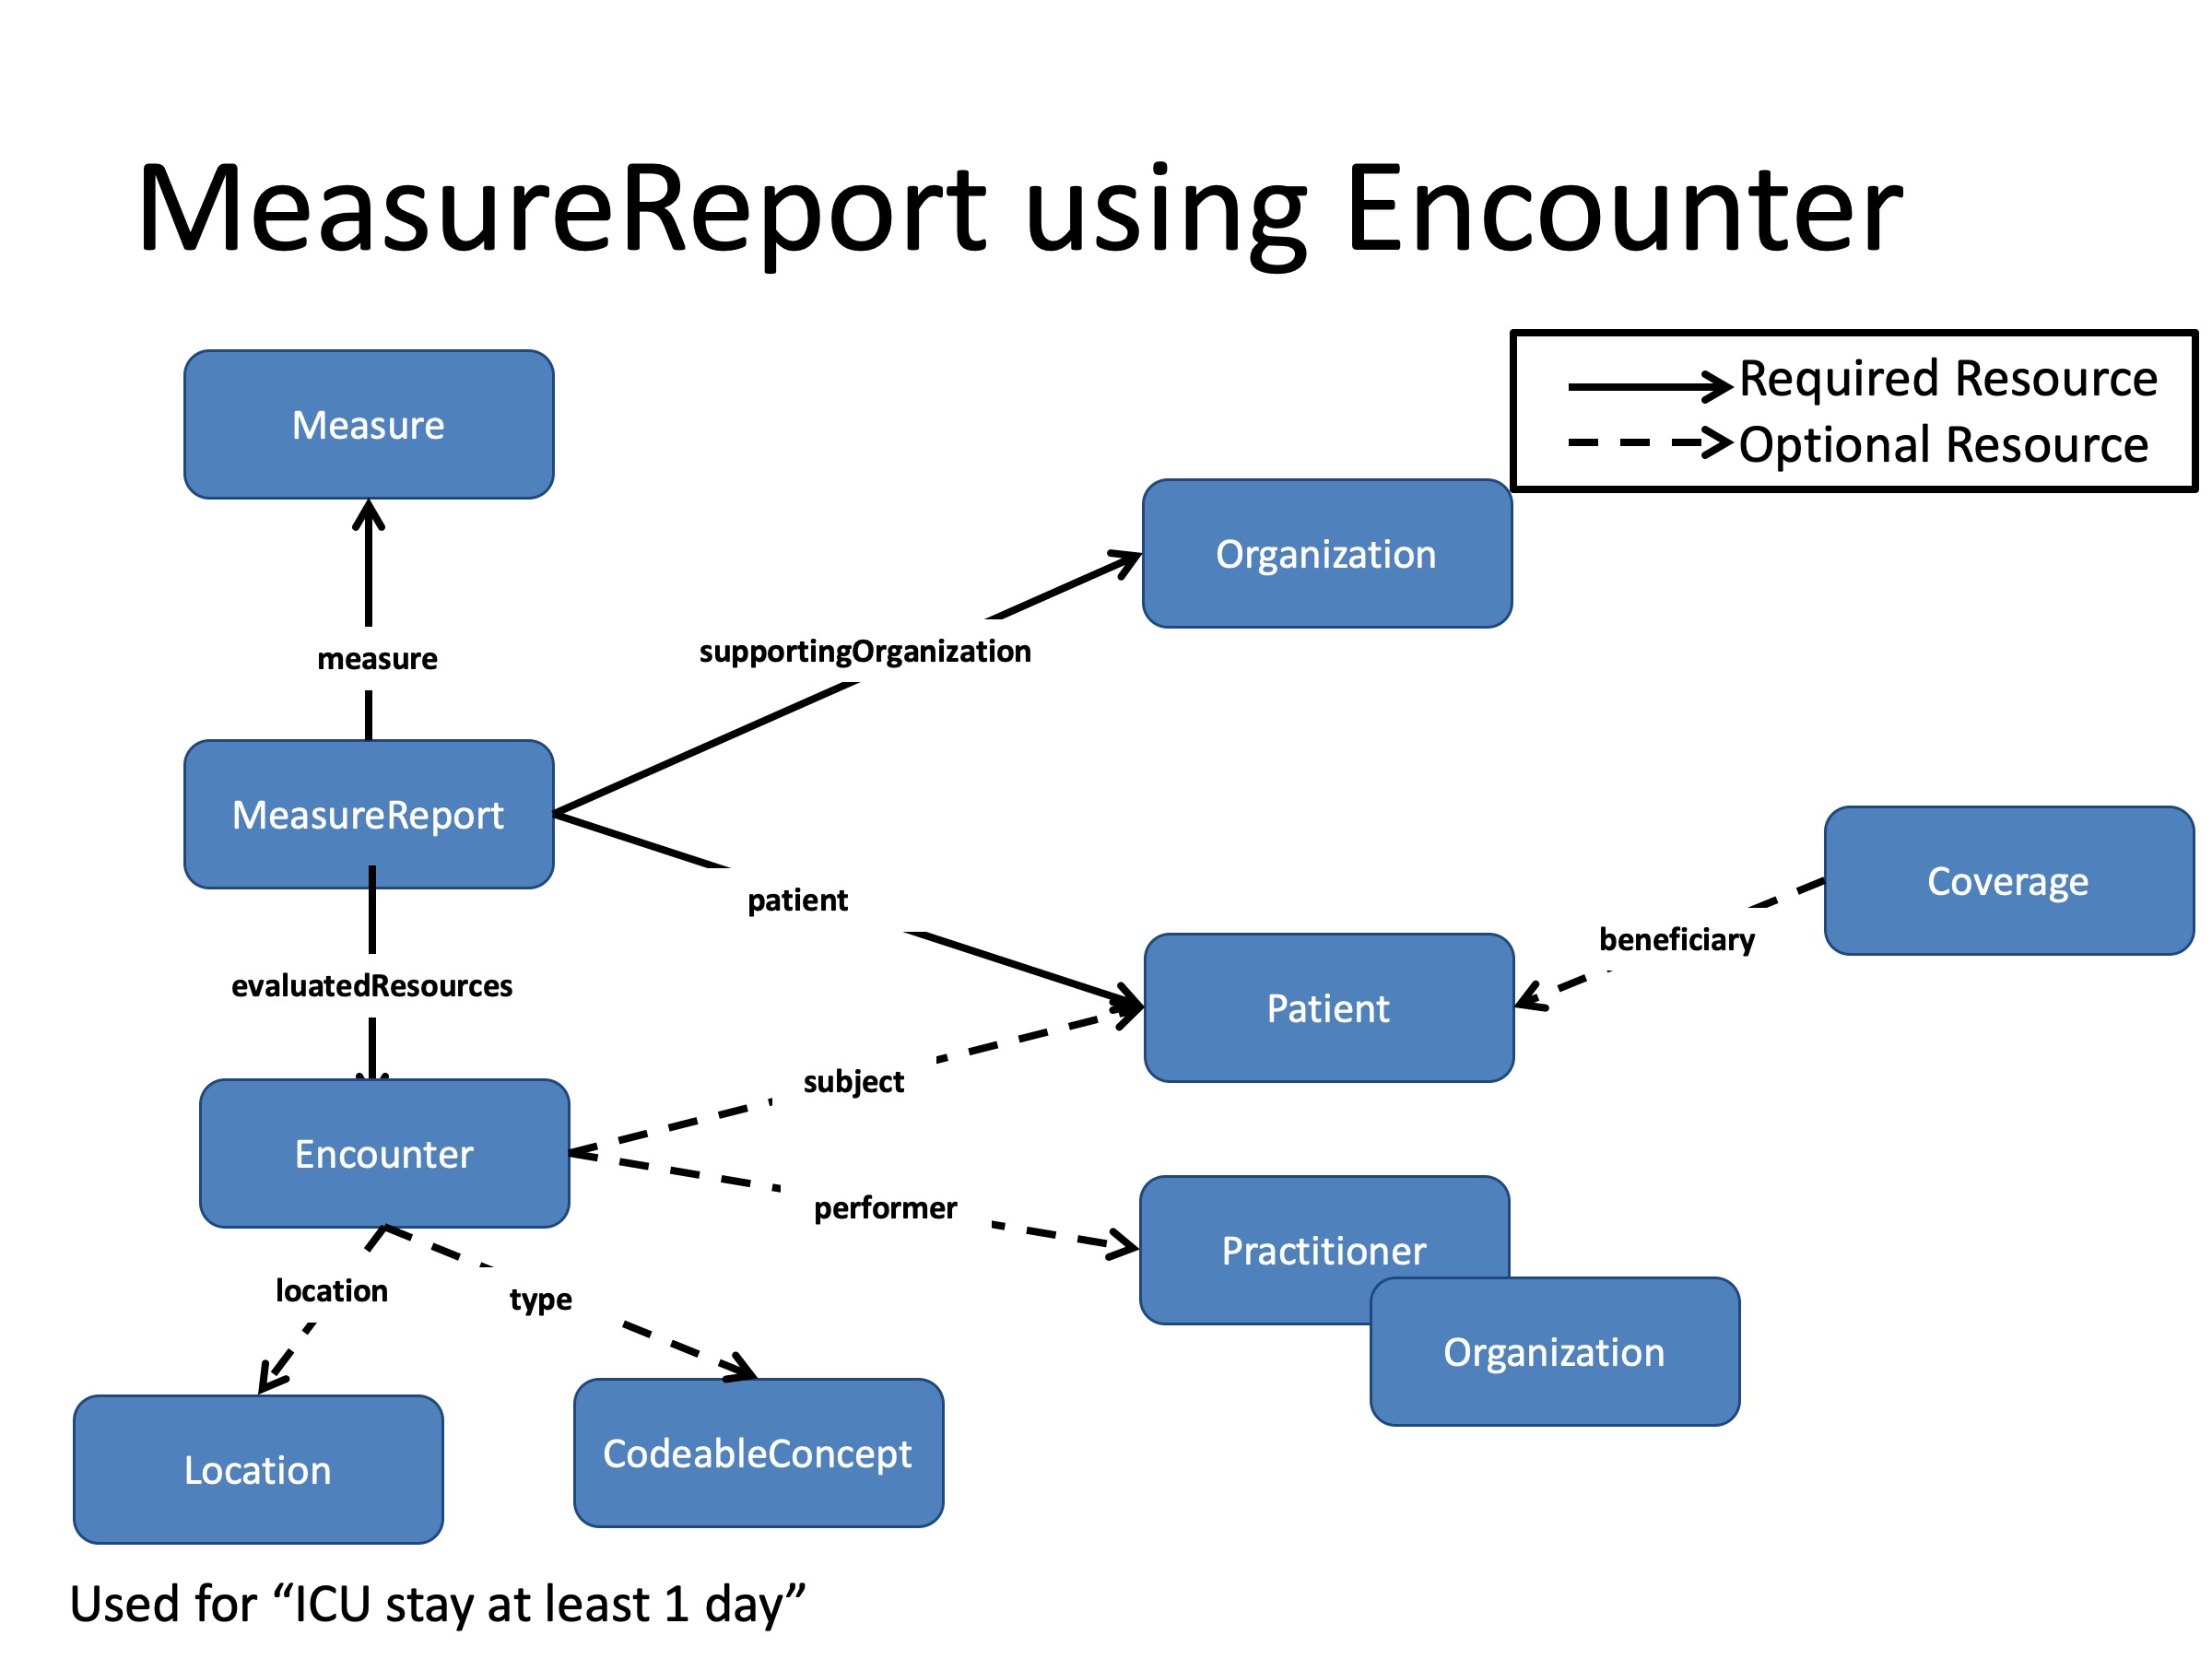 MeasureReport using Encounter
Required Resource
Optional Resource
Measure
Organization
measure
supportingOrganization
MeasureReport
patient
Coverage
beneficiary
evaluatedResources
Patient
subject
Encounter
performer
Practitioner
location
type
Organization
CodeableConcept
Location
Used for “ICU stay at least 1 day”